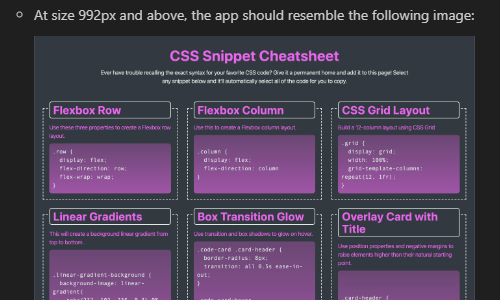 At size 992px and above, the app should resemble the following image:
CSS Snippet Cheatsheet
Ever have trouble recalling the exact syntax for your favorite CSS code? Give it a permanent home and add it to this page! Select
any snippet below and it'll automatically select all of the code for you to copy.
Flexbox Row
Use these three properties to create a Flexbox row
layout.
.row {
display: flex;
flex-direction: row;
flex-wrap: wrap;
}
Flexbox Column
Use this to create a Flexbox column layout
.column {
display: flex;
flex-direction: column
}
CSS Grid Layout
Build a 12-column layout using CSS Grid
.grid {
display: grid;
width: 100%;
grid-template-columns:
repeat(12, 1fr);
}
Linear Gradients
This will create a background linear gradient from
top to bottom.
.linear-gradient-background {
background-image: linear-
gradient(
Box Transition Glow
Use transition and box shadows to glow on hover.
.code-card .card-header {
border-radius: 8px;
transition: all 0.5s ease-in-
out;
}
Overlay Card with
Title
Use position properties and negative margins to
raise elements higher than their natural starting
point.
.card-header {